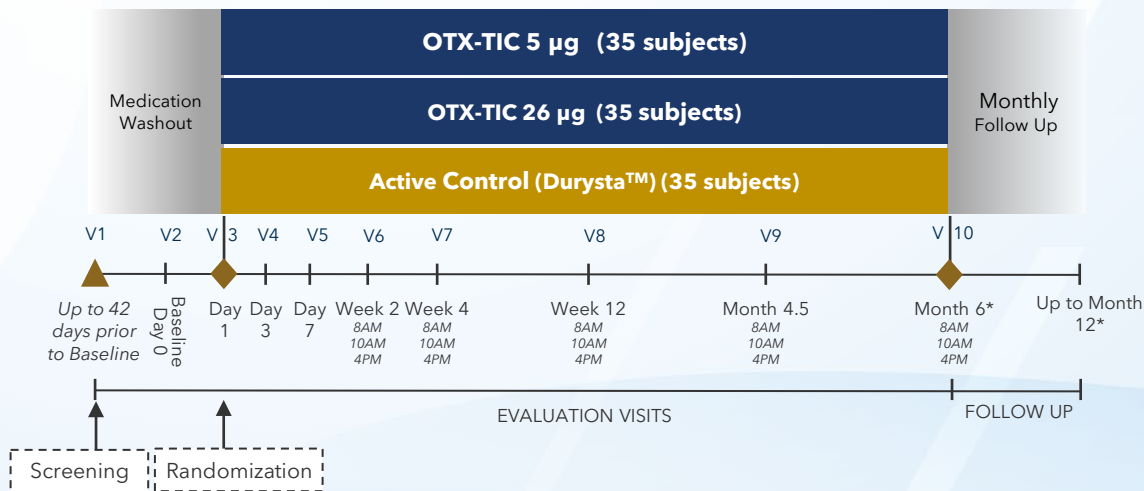 OTX-TIC 5 µg (35 subjects)
Medication
Washout
OTX-TIC 26 µg (35 subjects)
Monthly
Follow Up
Active Control (Durysta™) (35 subjects)
V1 V2 V 3 V4 V5 V6 V7 V8 V9 V 10
Up to 42
days prior
to Baseline
Baseline
Day 0
Day
1
Day
3
Day
7
Week 2
8AM
10AM
4PM
Week 4
8AM
10AM
4PM
Week 12
8AM
10AM
4PM
Month 4.5
8AM
10AM
4PM
Month 6*
8AM
10AM
4PM
Up to Month
12*
EVALUATION VISITS
FOLLOW UP
Screening
Randomization